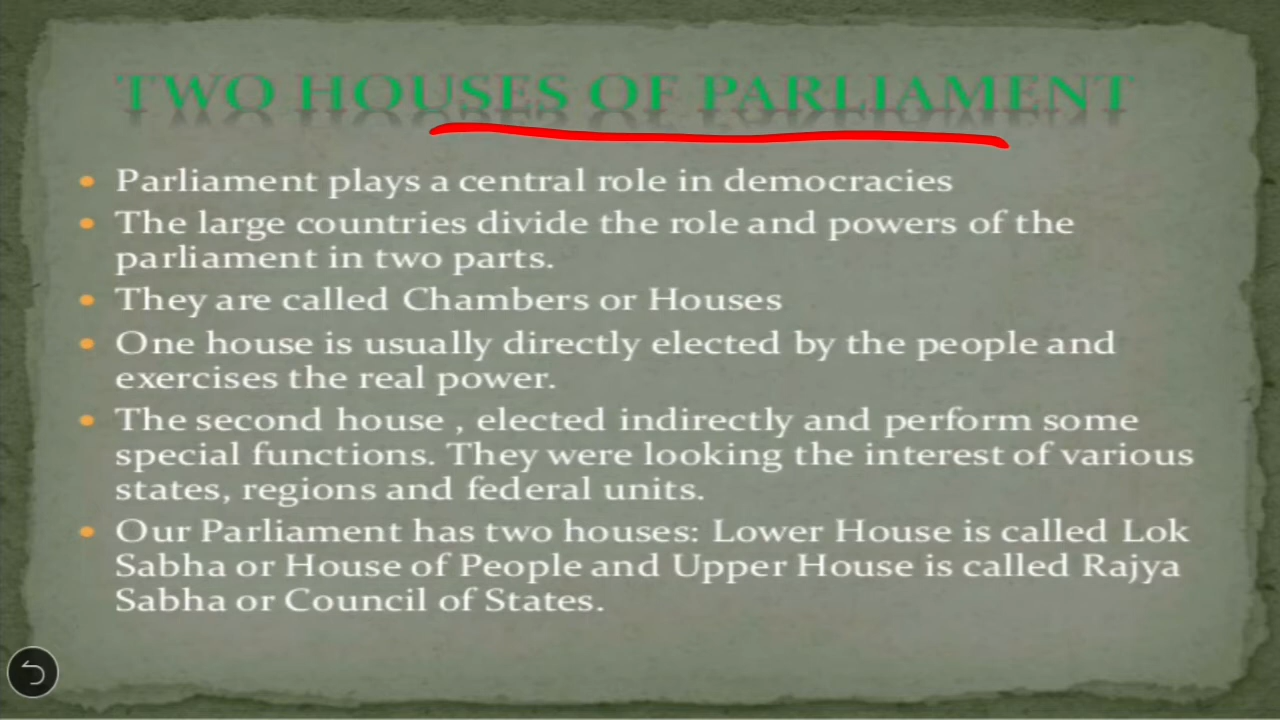 TWO HOUSES OF PARLIAMENT
• Parliament plays a central role in democracies
• The large countries divide the role and powers of the
parliament in two parts.
• They are called Chambers or Houses
• One house is usually directly elected by the people and
exercises the real power.
• The second house , elected indirectly and perform some
special functions. They were looking the interest of various
states, regions and federal units.
• Our Parliament has two houses: Lower House is called Lok
Sabha or House of People and Upper House is called Rajya
Sabha or Council of States.